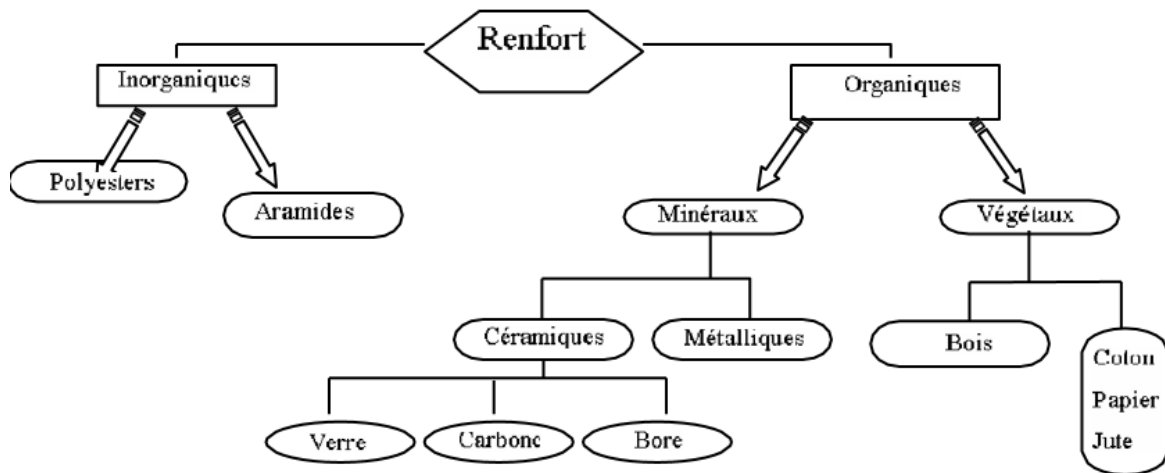 Renfort
Inorganiques
Organiques
Polyesters
Aramides
Minéraux
Végétaux
Céramiques
Métalliques
Bois
Coton
Papier
Jute
Verre
Carbone
Bore